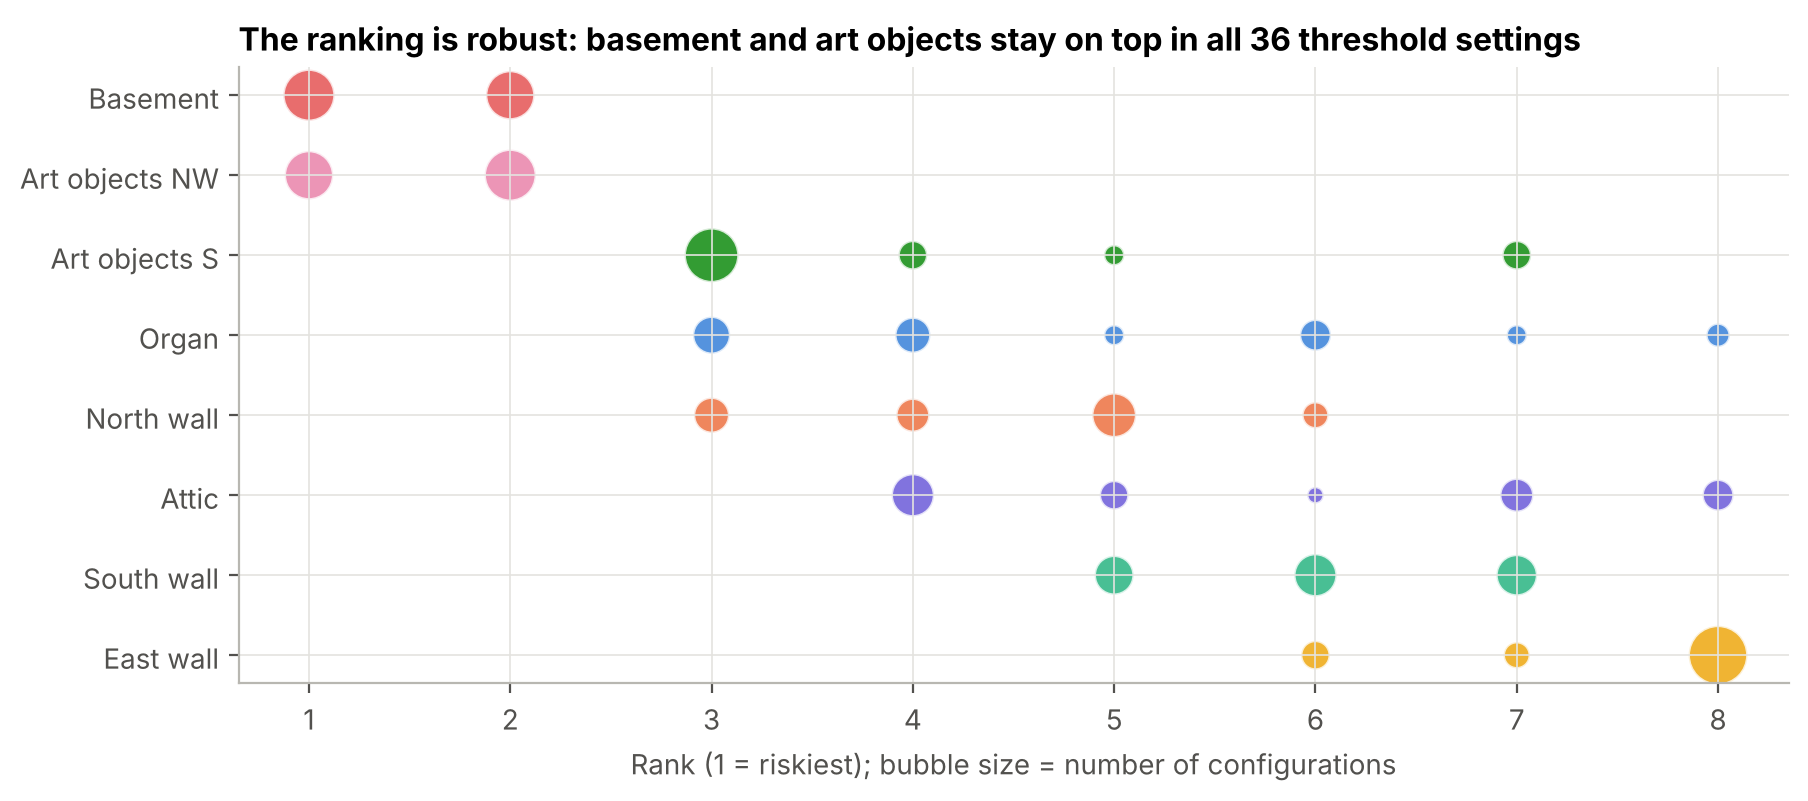 The ranking is robust: basement and art objects stay on top in all 36 threshold settings
Basement
Art objects NW
Art objects S
Organ
North wall
Attic
South wall
East wall
1 2 3 4 5 6 7 8
Rank (1 = riskiest); bubble size = number of configurations